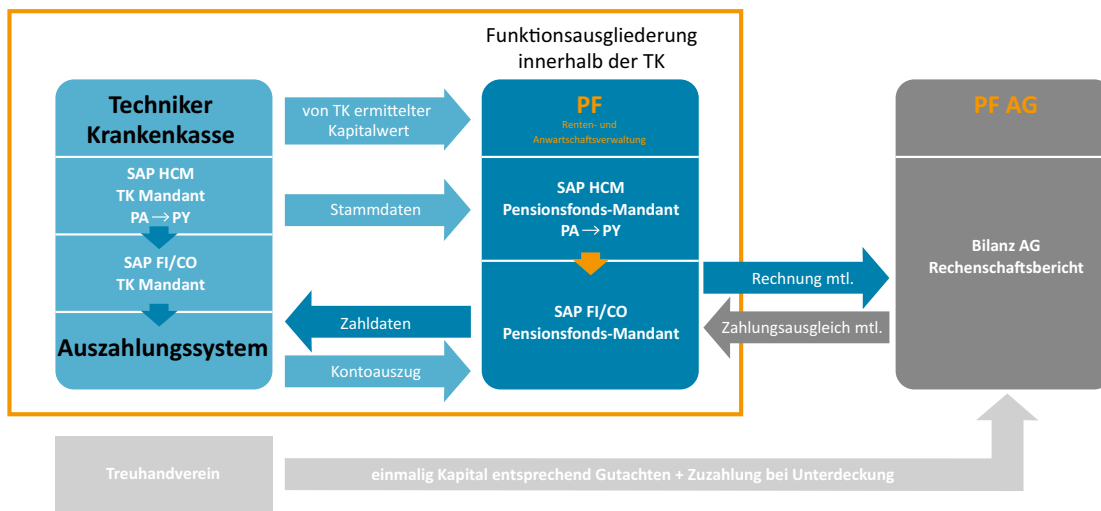 Funktionsausgliederung
innerhalb der TK
Techniker
Krankenkasse
von TK ermittelter
Kapitalwert
PF
Renten- und
Anwartschaftsverwaltung
PF AG
SAP HCM
TK Mandant
PA → PY
Stammdaten
SAP HCM
Pensionsfonds-Mandant
PA → PY
SAP FI/CO
TK Mandant
Bilanz AG
Rechenschaftsbericht
Rechnung mtl.
Zahldaten
SAP FI/CO
Pensionsfonds-Mandant
Zahlungsausgleich mtl.
Auszahlungssystem
Kontoauszug
Treuhandverein
einmalig Kapital entsprechend Gutachten + Zuzahlung bei Unterdeckung